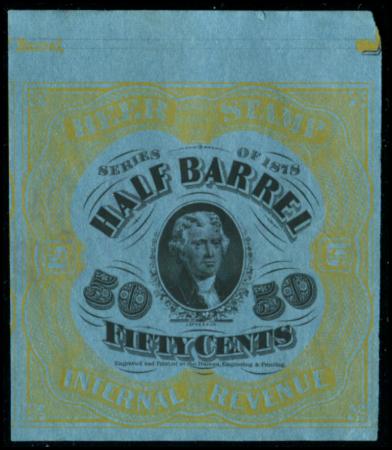 Barrel.
BEER STAMP
SERIES OF 1878
HALF BARREL
50 50
FIFTY CENTS
Engraved and Printed at the Bureau, Engraving & Printing.
INTERNAL REVENUE